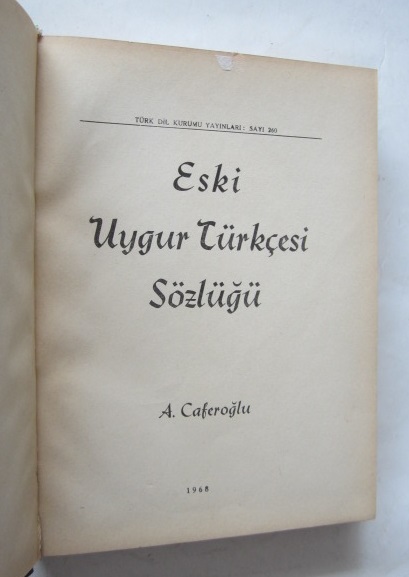 TÜRK DİL KURUMU YAYINLARI: SAYI 260
Eski
Uygur Türkçesi
Sözlüğü
A. Caferoğlu
1968